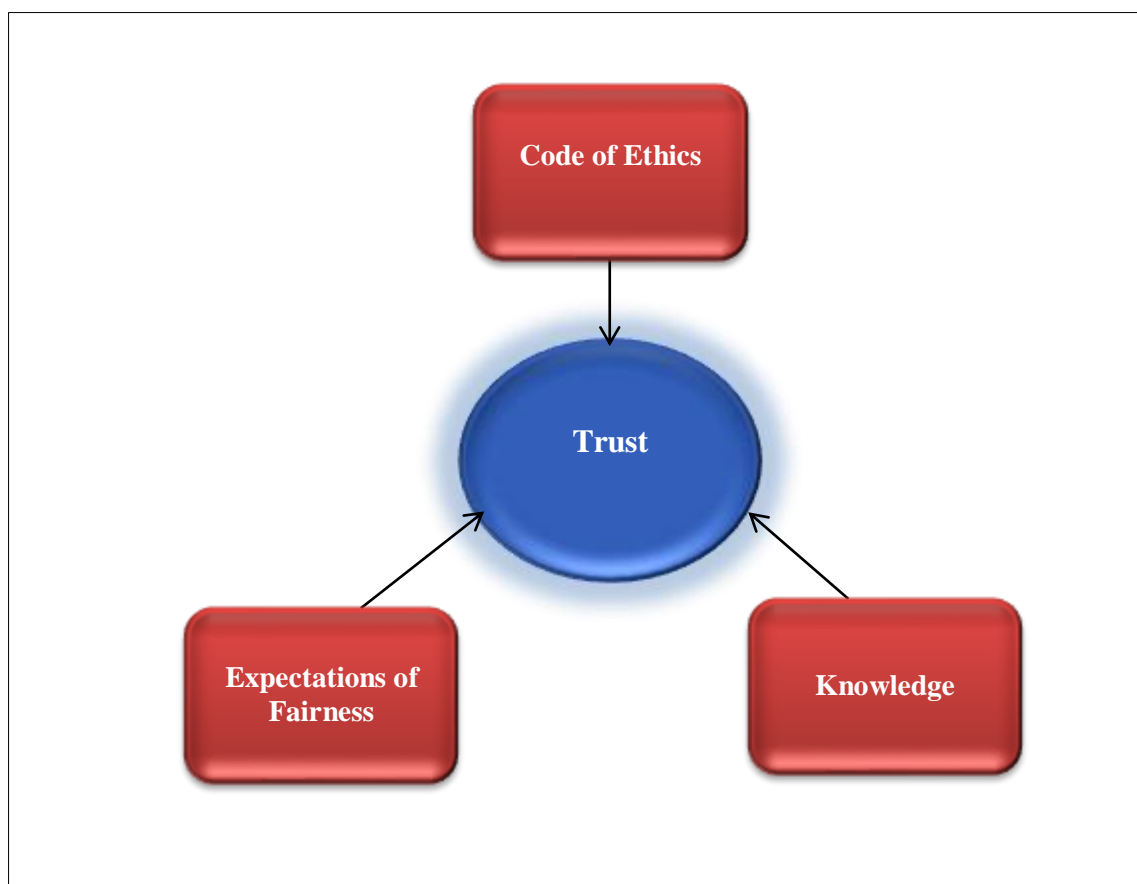 Code of Ethics
Trust
Expectations of
Fairness
Knowledge